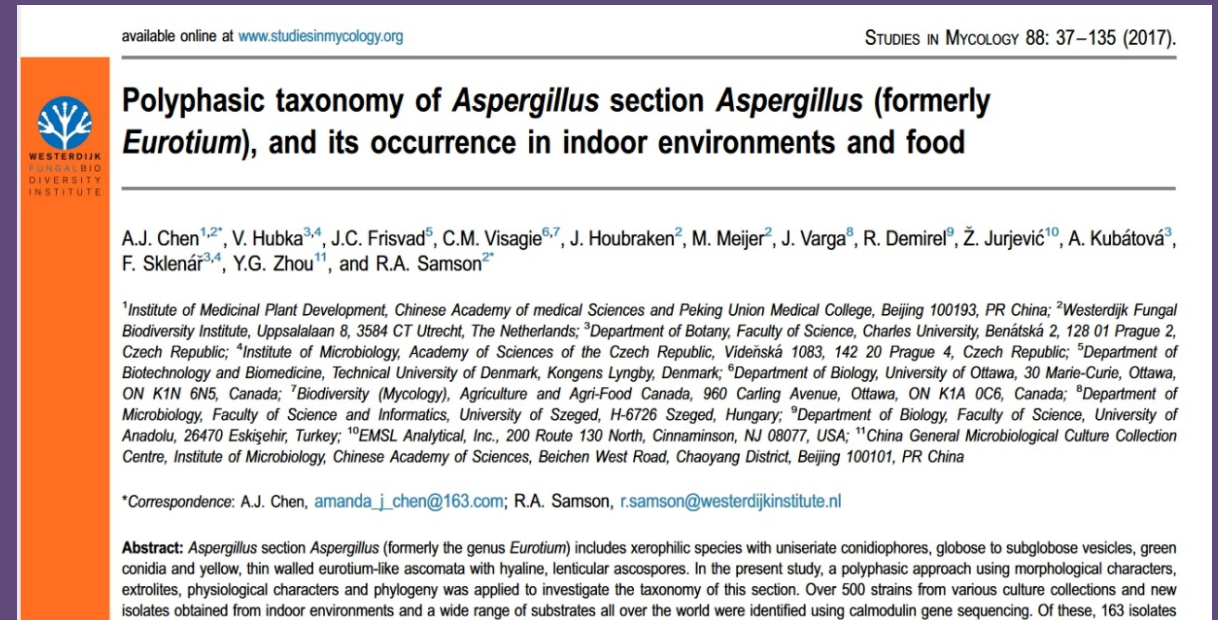 available online at www.studiesinmycology.org
STUDIES IN MYCOLOGY 88: 37–135 (2017).
WESTERDIJK
FUNGALBIO
DIVERSITY
INSTITUTE
Polyphasic taxonomy of Aspergillus section Aspergillus (formerly
Eurotium), and its occurrence in indoor environments and food
A.J. Chen1,2*, V. Hubka3,4, J.C. Frisvad5, C.M. Visagie6,7, J. Houbraken2, M. Meijer2, J. Varga8, R. Demirel9, Ž. Jurjević10, A. Kubátová3,
F. Sklenář3,4, Y.G. Zhou11, and R.A. Samson2*
1Institute of Medicinal Plant Development, Chinese Academy of medical Sciences and Peking Union Medical College, Beijing 100193, PR China; 2Westerdijk Fungal
Biodiversity Institute, Uppsalalaan 8, 3584 CT Utrecht, The Netherlands; 3Department of Botany, Faculty of Science, Charles University, Benátská 2, 128 01 Prague 2,
Czech Republic; 4Institute of Microbiology, Academy of Sciences of the Czech Republic, Vídeňská 1083, 142 20 Prague 4, Czech Republic; 5Department of
Biotechnology and Biomedicine, Technical University of Denmark, Kongens Lyngby, Denmark; 6Department of Biology, University of Ottawa, 30 Marie-Curie, Ottawa,
ON K1N 6N5, Canada; 7Biodiversity (Mycology), Agriculture and Agri-Food Canada, 960 Carling Avenue, Ottawa, ON K1A 0C6, Canada; 8Department of
Microbiology, Faculty of Science and Informatics, University of Szeged, H-6726 Szeged, Hungary; 9Department of Biology, Faculty of Science, University of
Anadolu, 26470 Eskişehir, Turkey; 10EMSL Analytical, Inc., 200 Route 130 North, Cinnaminson, NJ 08077, USA; 11China General Microbiological Culture Collection
Centre, Institute of Microbiology, Chinese Academy of Sciences, Beichen West Road, Chaoyang District, Beijing 100101, PR China
*Correspondence: A.J. Chen, amanda_j_chen@163.com; R.A. Samson, r.samson@westerdijkinstitute.nl
Abstract: Aspergillus section Aspergillus (formerly the genus Eurotium) includes xerophilic species with uniseriate conidiophores, globose to subglobose vesicles, green
conidia and yellow, thin walled eurotium-like ascomata with hyaline, lenticular ascospores. In the present study, a polyphasic approach using morphological characters,
extrolites, physiological characters and phylogeny was applied to investigate the taxonomy of this section. Over 500 strains from various culture collections and new
isolates obtained from indoor environments and a wide range of substrates all over the world were identified using calmodulin gene sequencing. Of these, 163 isolates